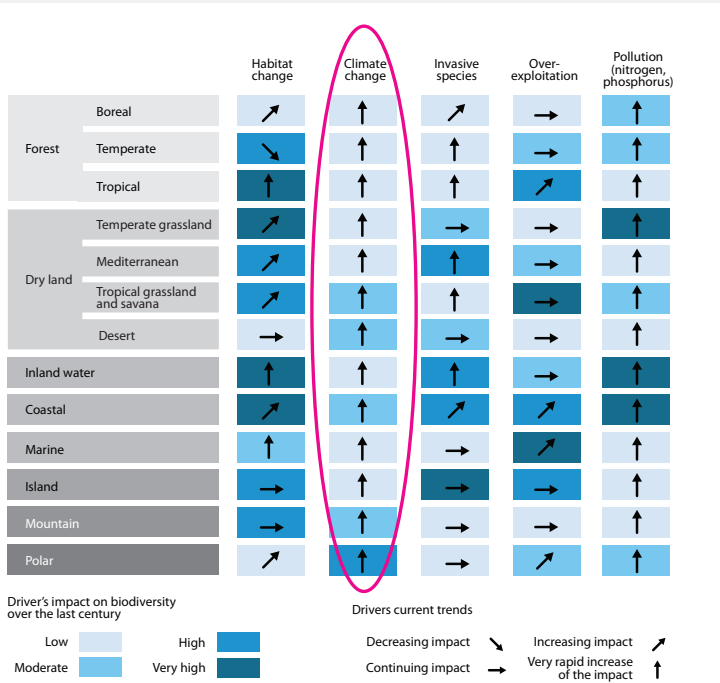 Habitat
change
Climate
change
Invasive
species
Over-
exploitation
Pollution
(nitrogen,
phosphorus)
Forest
Boreal
Temperate
Tropical
Dry land
Temperate grassland
Mediterranean
Tropical grassland
and savana
Desert
Inland water
Coastal
Marine
Island
Mountain
Polar
Driver's impact on biodiversity
over the last century
Low
High
Moderate
Very high
Drivers current trends
Decreasing impact
Increasing impact
Continuing impact
Very rapid increase
of the impact